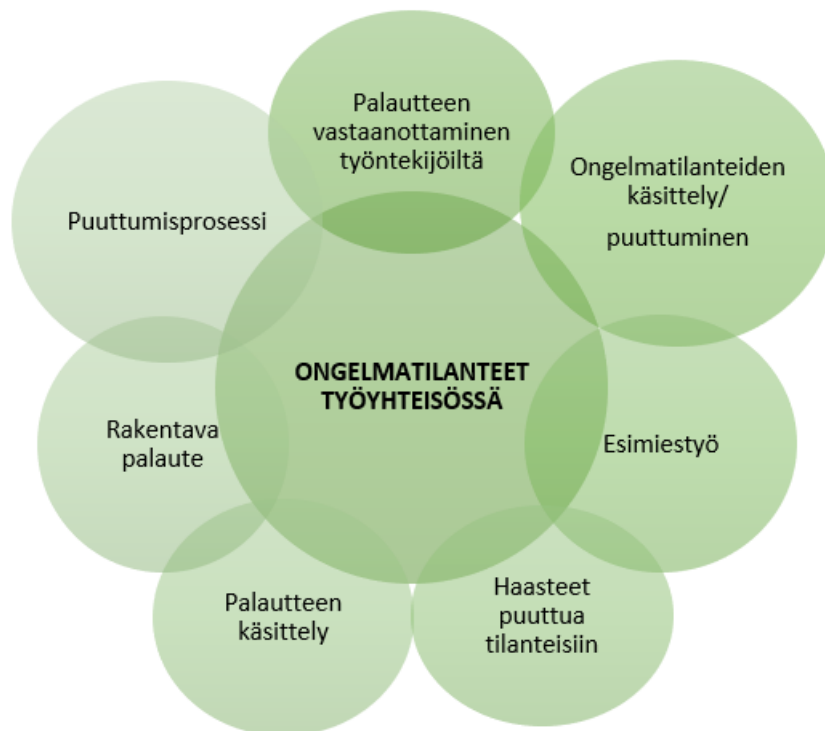 Palautteen
vastaanottaminen
työntekijöiltä
Ongelmatilanteiden
käsittely/
puuttuminen
Puuttumisprosessi
ONGELMATILANTEET
TYÖYHTEISÖSSÄ
Rakentava
palaute
Esimiestyö
Palautteen
käsittely
Haasteet
puuttua
tilanteisiin